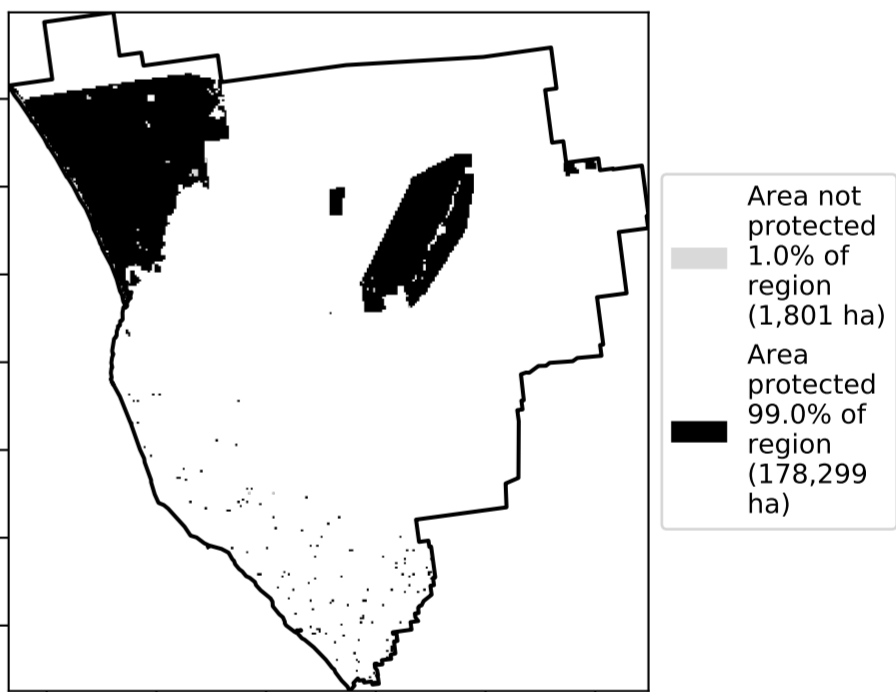 Area not
protected
1.0% of
region
(1,801 ha)
Area
protected
99.0% of
region
(178,299
ha)